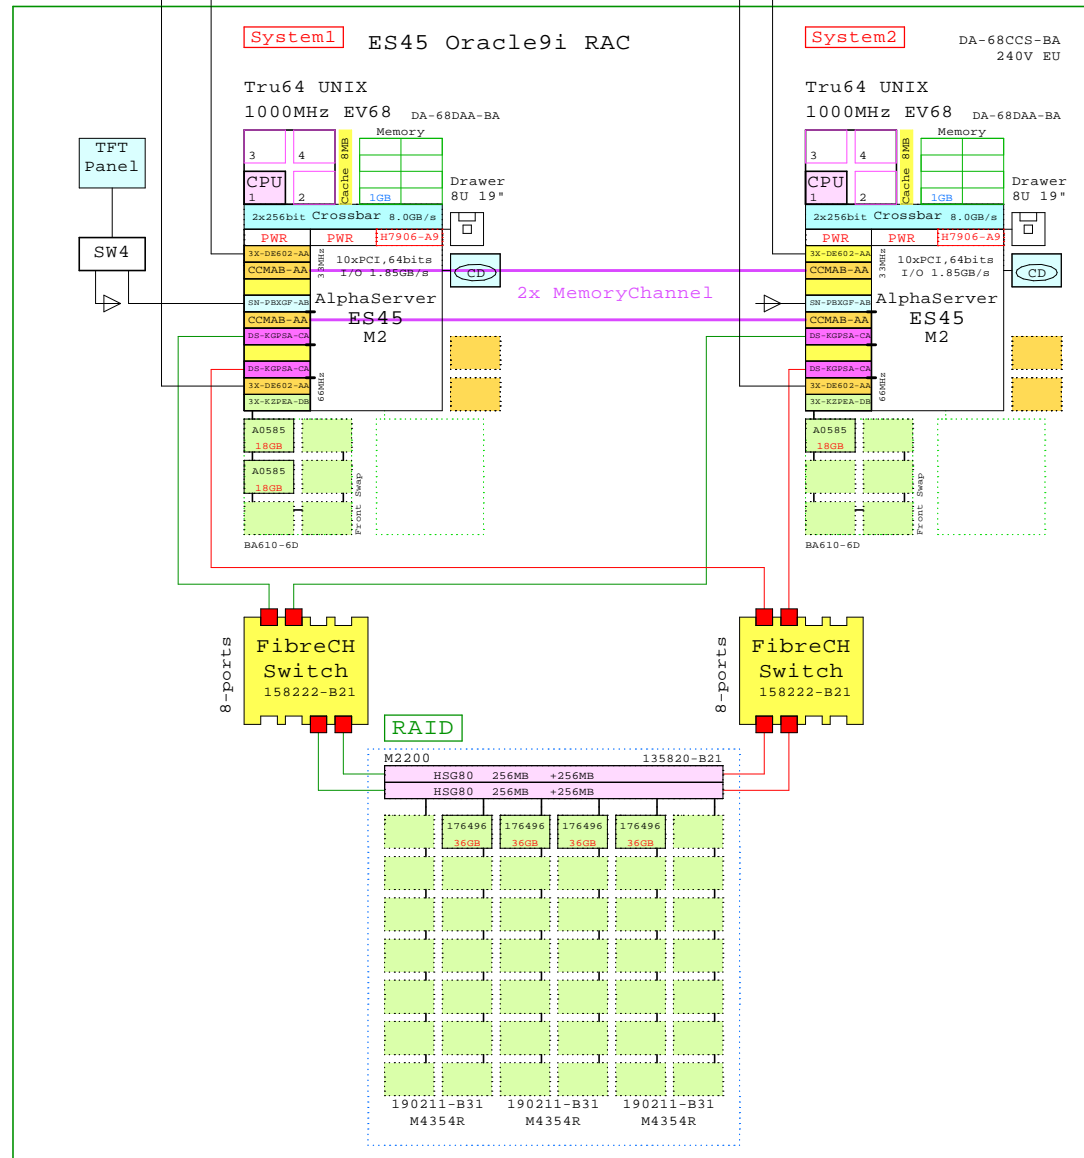 System1 ES45 Oracle9i RAC
System2 DA-68CCS-BA
240V EU
Tru64 UNIX
1000MHz EV68 DA-68DAA-BA
Memory
3 4
CPU
1 2
Cache 8MB
1GB
Drawer
8U 19"
2x256bit Crossbar 8.0GB/s
PWR PWR H7906-A9
3X-DE602-AA
CCMAB-AA
SN-PBXGF-AB
CCMAB-AA
DS-KGPSA-CA
DS-KGPSA-CA
3X-DE602-AA
3X-KZPEA-DB
33MHz
66MHz
10xPCI,64bits
I/O 1.85GB/s
CD
AlphaServer
ES45
M2
A0585
18GB
A0585
18GB
Front Swap
BA610-6D
TFT
Panel
SW4
2x MemoryChannel
Tru64 UNIX
1000MHz EV68 DA-68DAA-BA
Memory
3 4
CPU
1 2
Cache 8MB
1GB
Drawer
8U 19"
2x256bit Crossbar 8.0GB/s
PWR PWR H7906-A9
3X-DE602-AA
CCMAB-AA
SN-PBXGF-AB
CCMAB-AA
DS-KGPSA-CA
DS-KGPSA-CA
3X-DE602-AA
3X-KZPEA-DB
33MHz
66MHz
10xPCI,64bits
I/O 1.85GB/s
CD
AlphaServer
ES45
M2
A0585
18GB
Front Swap
BA610-6D
8-ports
FibreCH
Switch
158222-B21
8-ports
FibreCH
Switch
158222-B21
RAID
M2200 135820-B21
HSG80 256MB +256MB
HSG80 256MB +256MB
176496 176496 176496 176496
36GB 36GB 36GB 36GB
190211-B31 190211-B31 190211-B31
M4354R M4354R M4354R